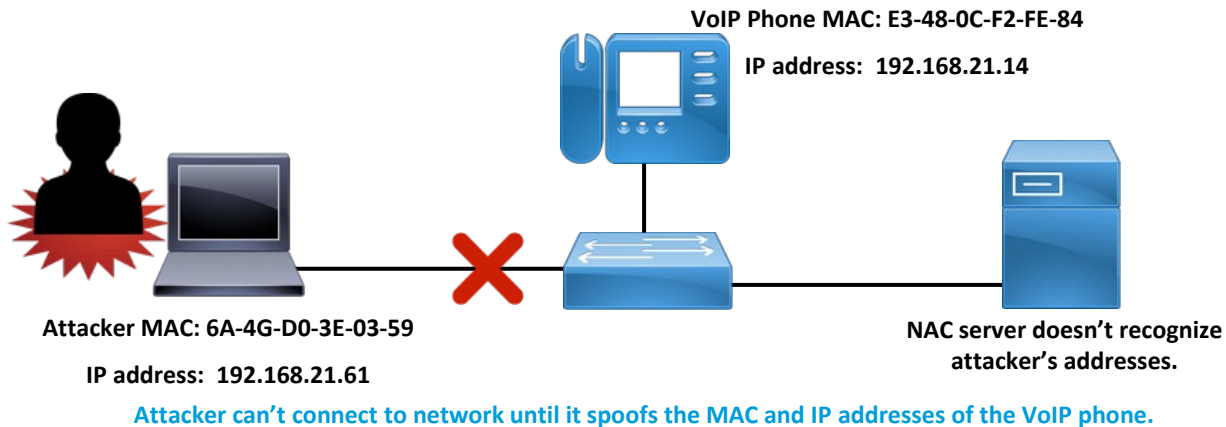 VoIP Phone MAC: E3-48-0C-F2-FE-84
IP address: 192.168.21.14
Attacker MAC: 6A-4G-D0-3E-03-59
IP address: 192.168.21.61
NAC server doesn’t recognize
attacker’s addresses.
Attacker can’t connect to network until it spoofs the MAC and IP addresses of the VoIP phone.